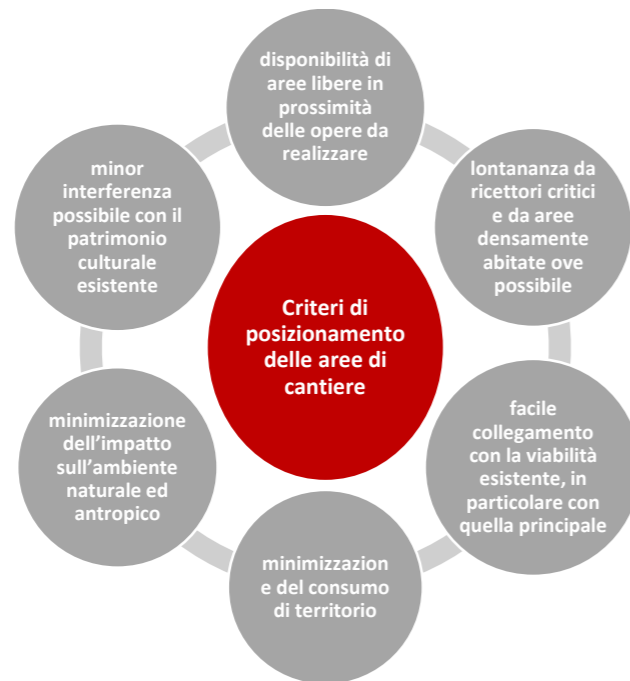 disponibilità di
aree libere in
prossimità
delle opere da
realizzare
lontananza da
ricettori critici
e da aree
densamente
abitate ove
possibile
facile
collegamento
con la viabilità
esistente, in
particolare con
quella principale
minimizzazion
e del consumo
di territorio
minimizzazione
dell’impatto
sull’ambiente
naturale ed
antropico
minor
interferenza
possibile con il
patrimonio
culturale
esistente
Criteri di
posizionamento
delle aree di
cantiere